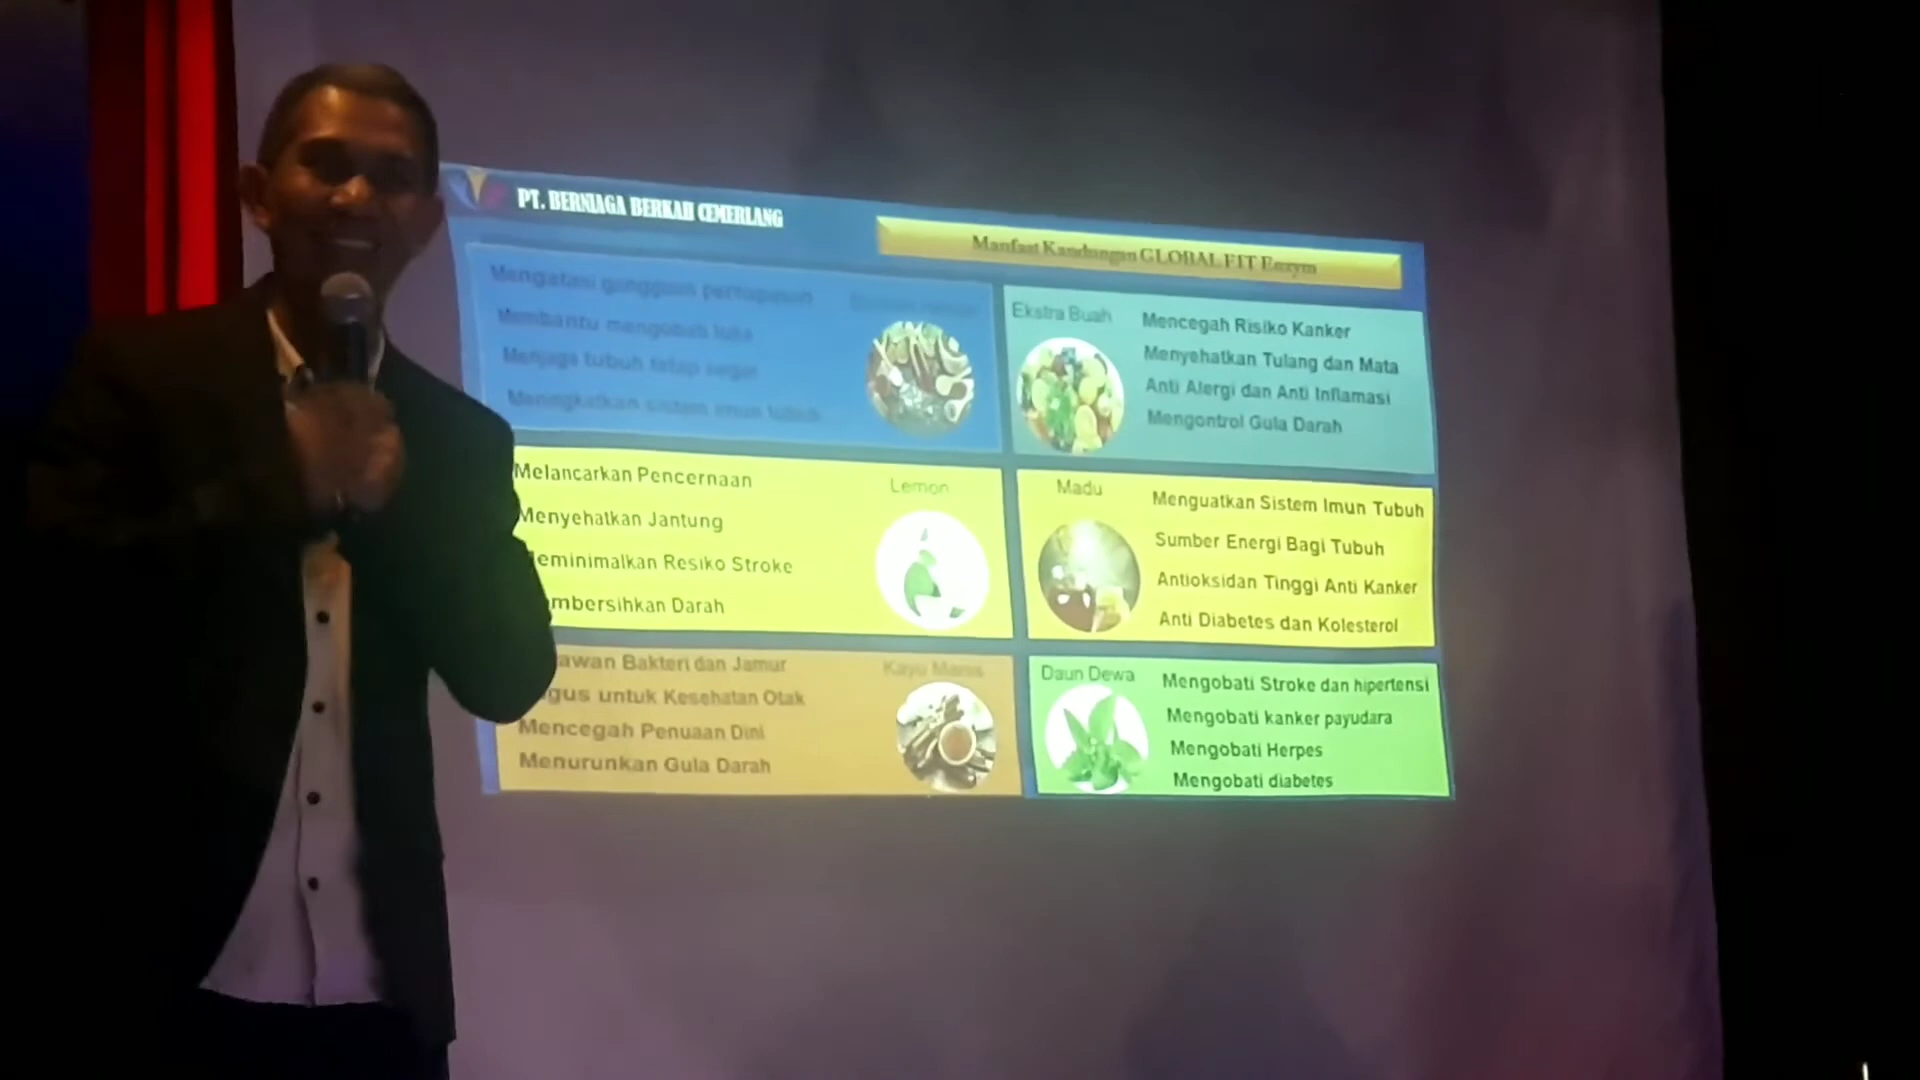 PT. BERNIAGA BERKAH CEMERLANG
Manfaat Kandungan GLOBAL FIT Enzym
Mengatasi gangguan
Membantu mengobati luka
Menjaga tubuh tetap segar
Meningkatkan sistem imun tubuh
Ekstra Buah
Mencegah Risiko Kanker
Menyehatkan Tulang dan Mata
Anti Alergi dan Anti Inflamasi
Mengontrol Gula Darah
Melancarkan Pencernaan
Menyehatkan Jantung
eminimalkan Resiko Stroke
mbersihkan Darah
Lemon
Madu
Menguatkan Sistem Imun Tubuh
Sumber Energi Bagi Tubuh
Antioksidan Tinggi Anti Kanker
Anti Diabetes dan Kolesterol
awan Bakteri dan Jamur
gus untuk Kesehatan Otak
Mencegah Penuaan Dini
Menurunkan Gula Darah
Kayu Manis
Daun Dewa
Mengobati Stroke dan hipertensi
Mengobati kanker payudara
Mengobati Herpes
Mengobati diabetes